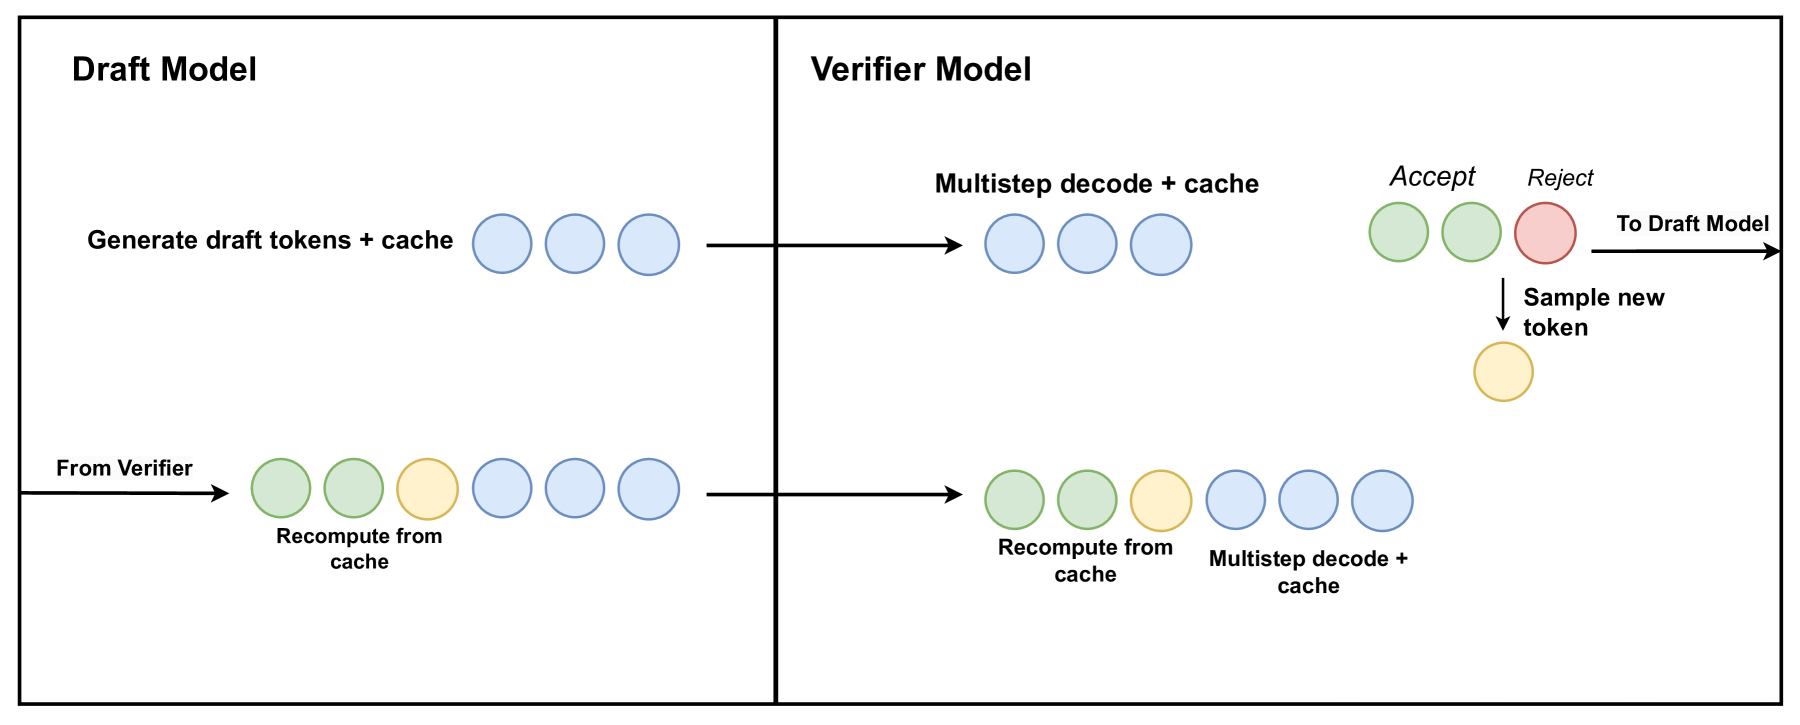 Draft Model
Verifier Model
Generate draft tokens + cache
Multistep decode + cache
Accept
Reject
To Draft Model
Sample new
token
From Verifier
Recompute from
cache
Recompute from
cache
Multistep decode +
cache